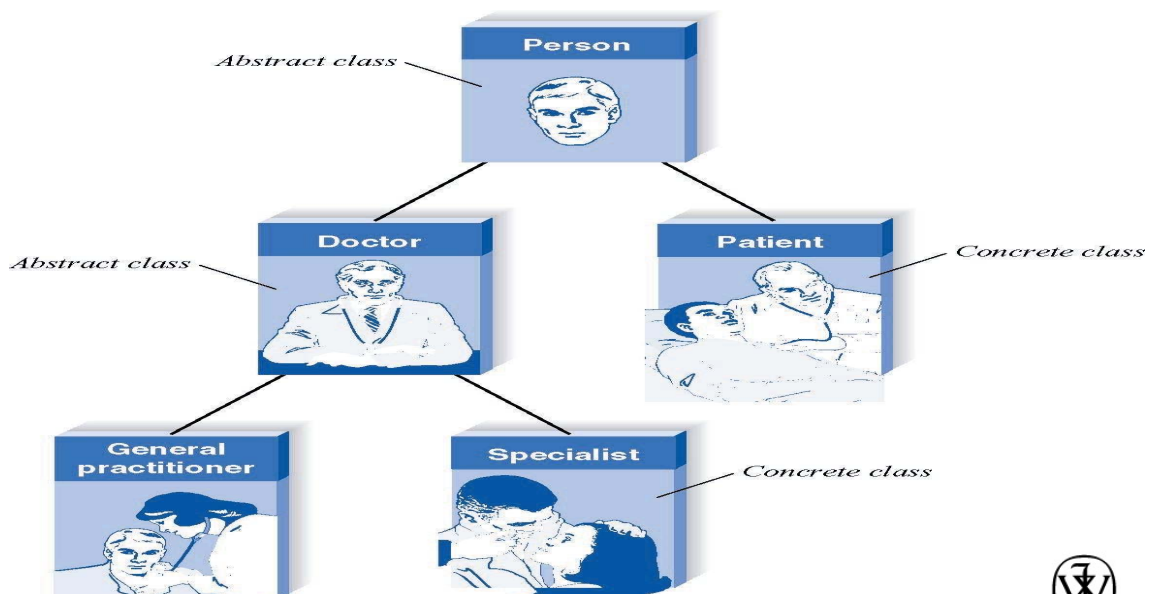 Person
Abstract class
Doctor
Patient
Abstract class
Concrete class
General
practitioner
Specialist
Concrete class